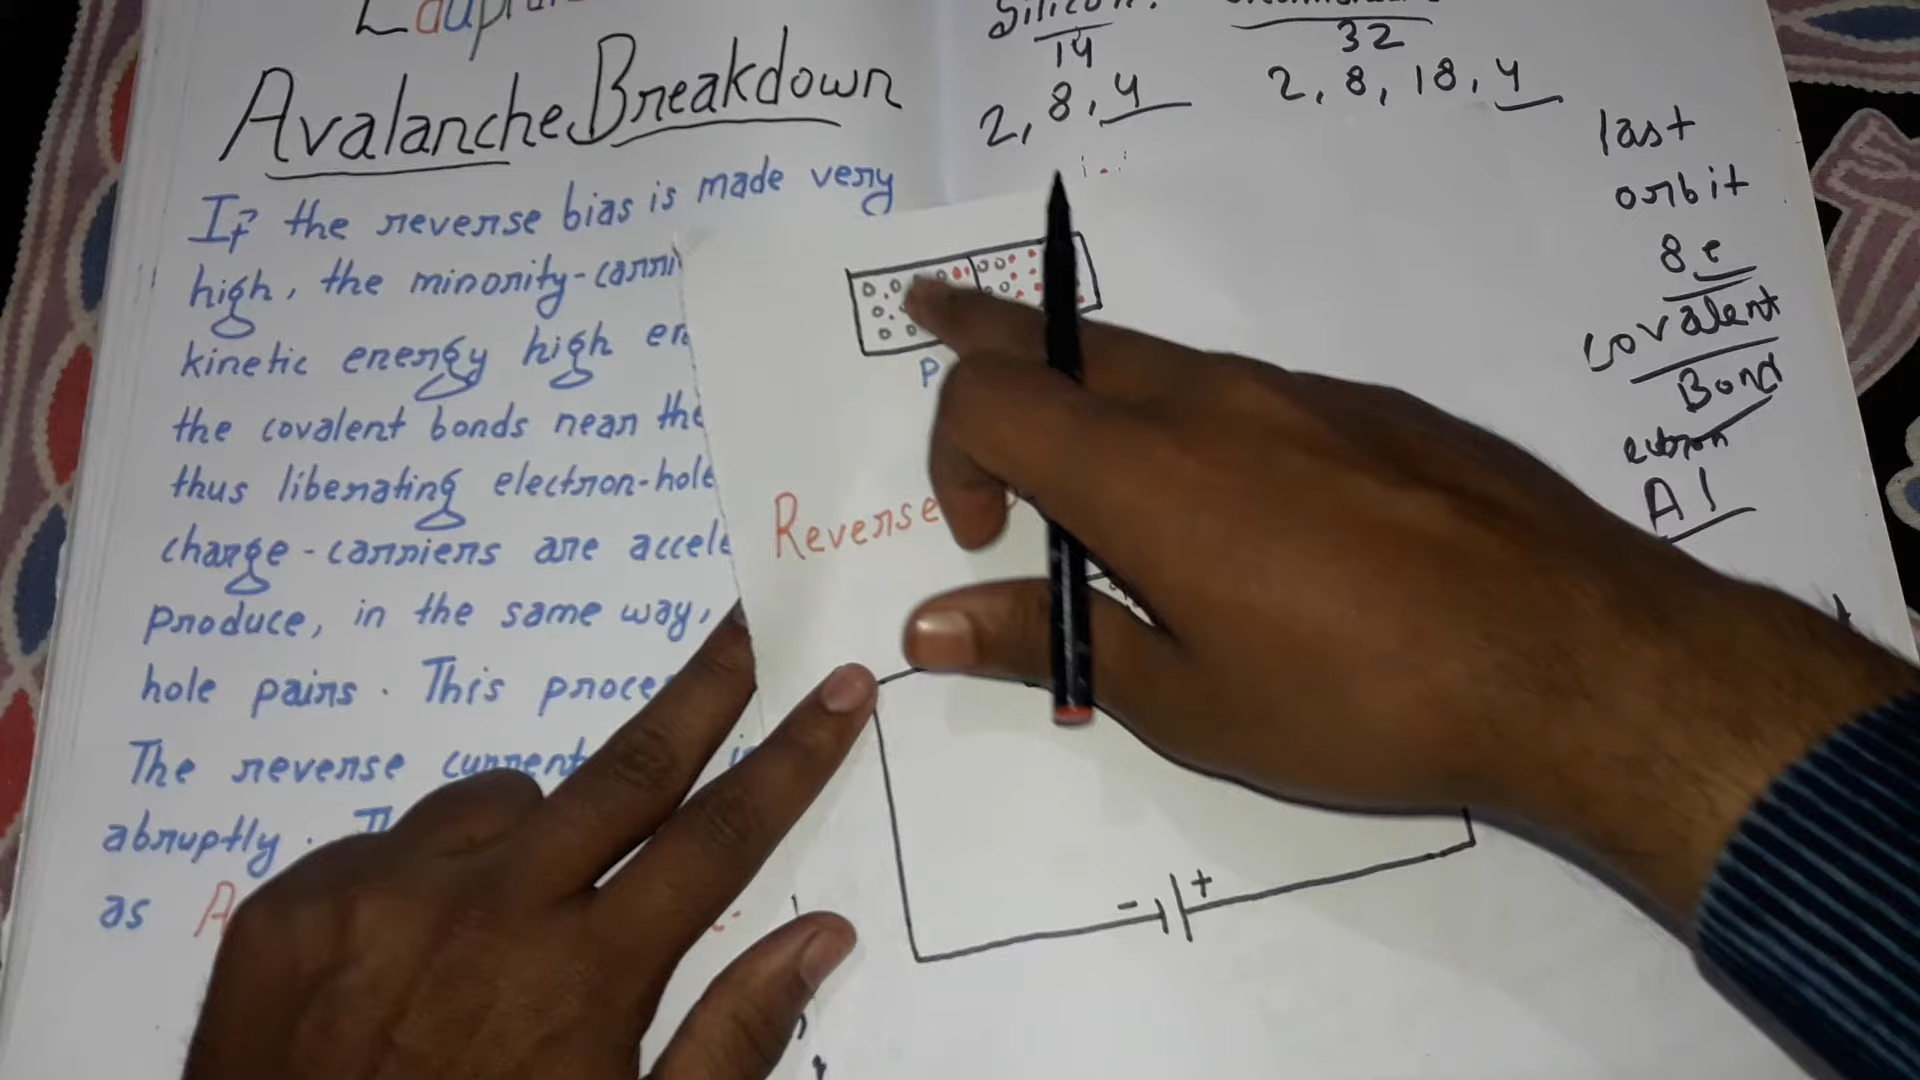 Avalanche Breakdown
If the reverse bias is made very
high, the minority-carri
kinetic energy high en
the covalent bonds near the
thus liberating electron-hole
charge-carriers are accele
produce, in the same way,
hole pairs. This proces
The reverse current
abruptly.
as
Silicon.
14
2, 8, 4
32
2, 8, 18, 4
last
orbit
8 e
covalent
Bond
Al
P
Reverse
- +